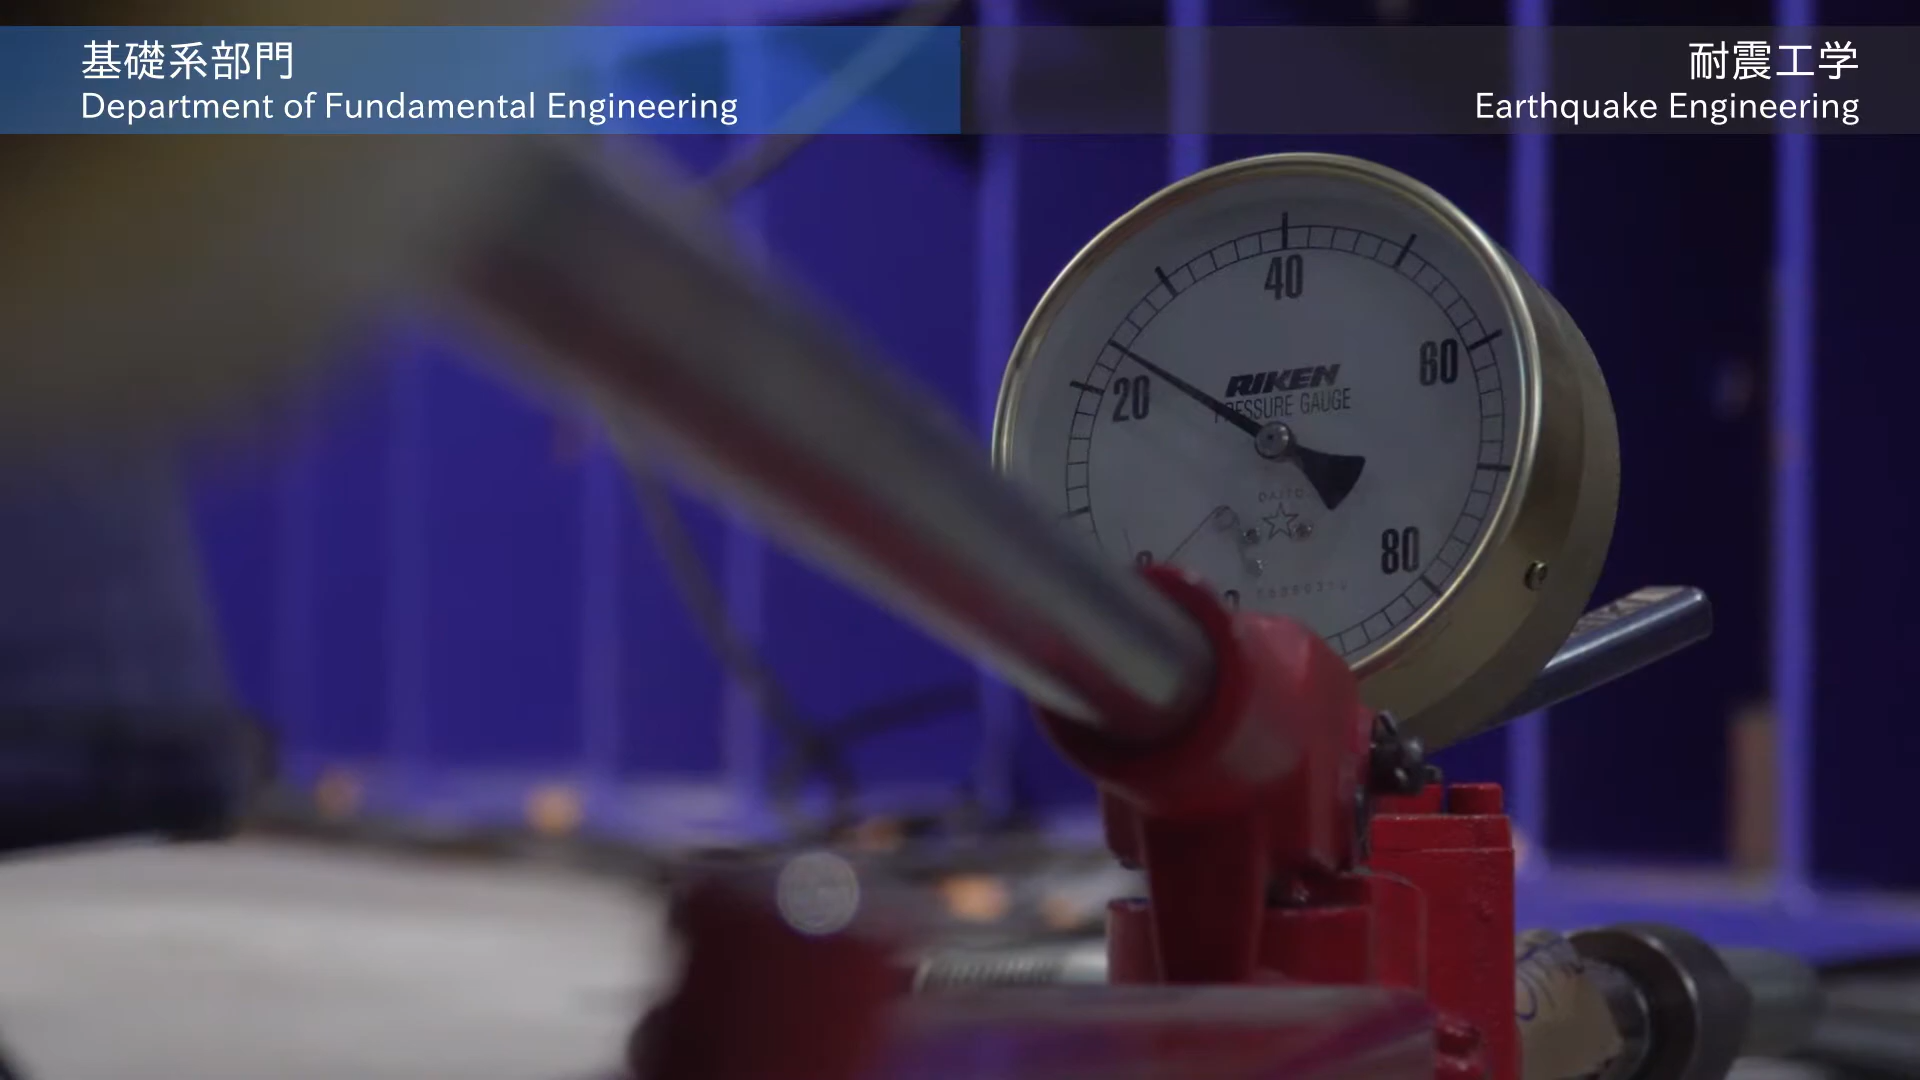 基礎系部門
Department of Fundamental Engineering
耐震工学
Earthquake Engineering
40
60
20
RIKEN
PRESSURE GAUGE
80